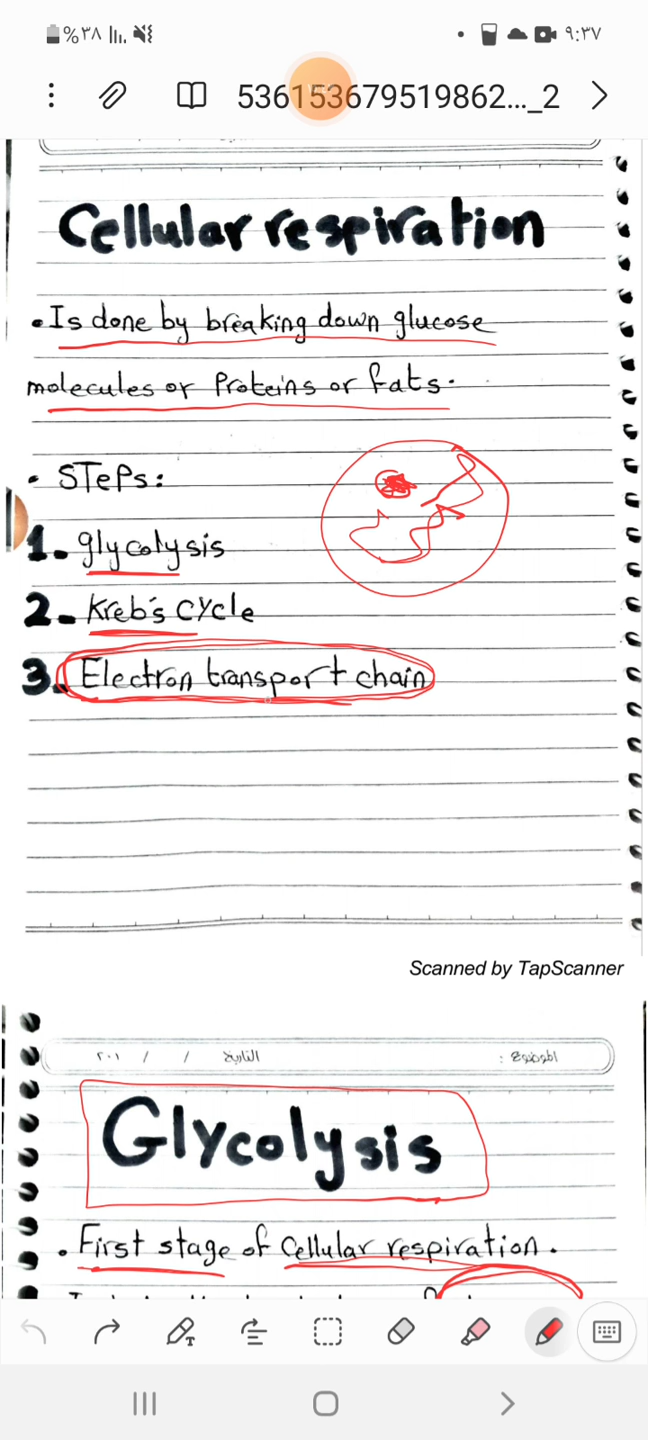 %٣٨
٩:٣٧
536153679519862..._2
Cellular respiration
• Is done by breaking down glucose
molecules or Proteins or fats.
• STePs:
1. glycolysis
2. Kreb's cycle
3. Electron transport chain
Scanned by TapScanner
الموضوع : التاريخ / / ٢٠١
Glycolysis
• First stage of cellular respiration.